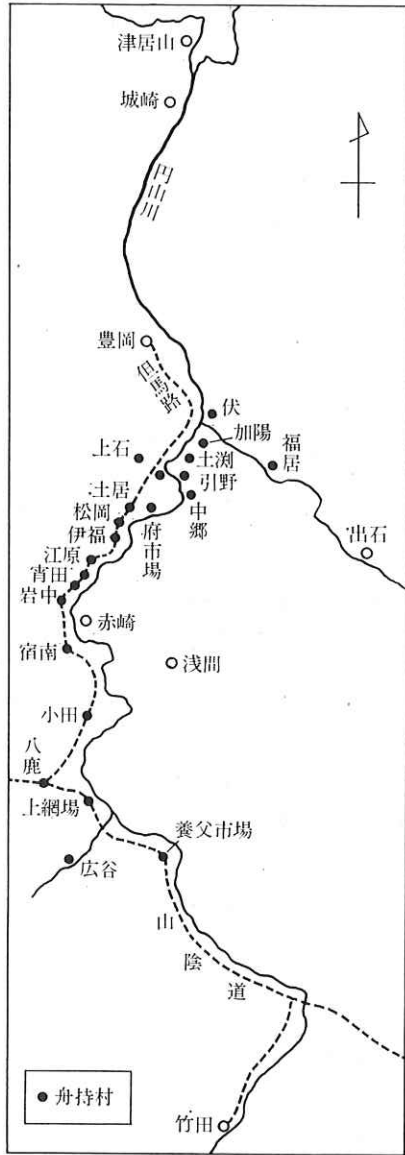 津居山
城崎
円山川
豊岡
但馬路
伏
加陽
福居
上石
土渕
引野
土居
中郷
松岡
府市場
伊福
出石
江原
宵田
岩中
赤崎
宿南
浅間
小田
八鹿
上網場
養父市場
広谷
山陰道
舟持村
竹田